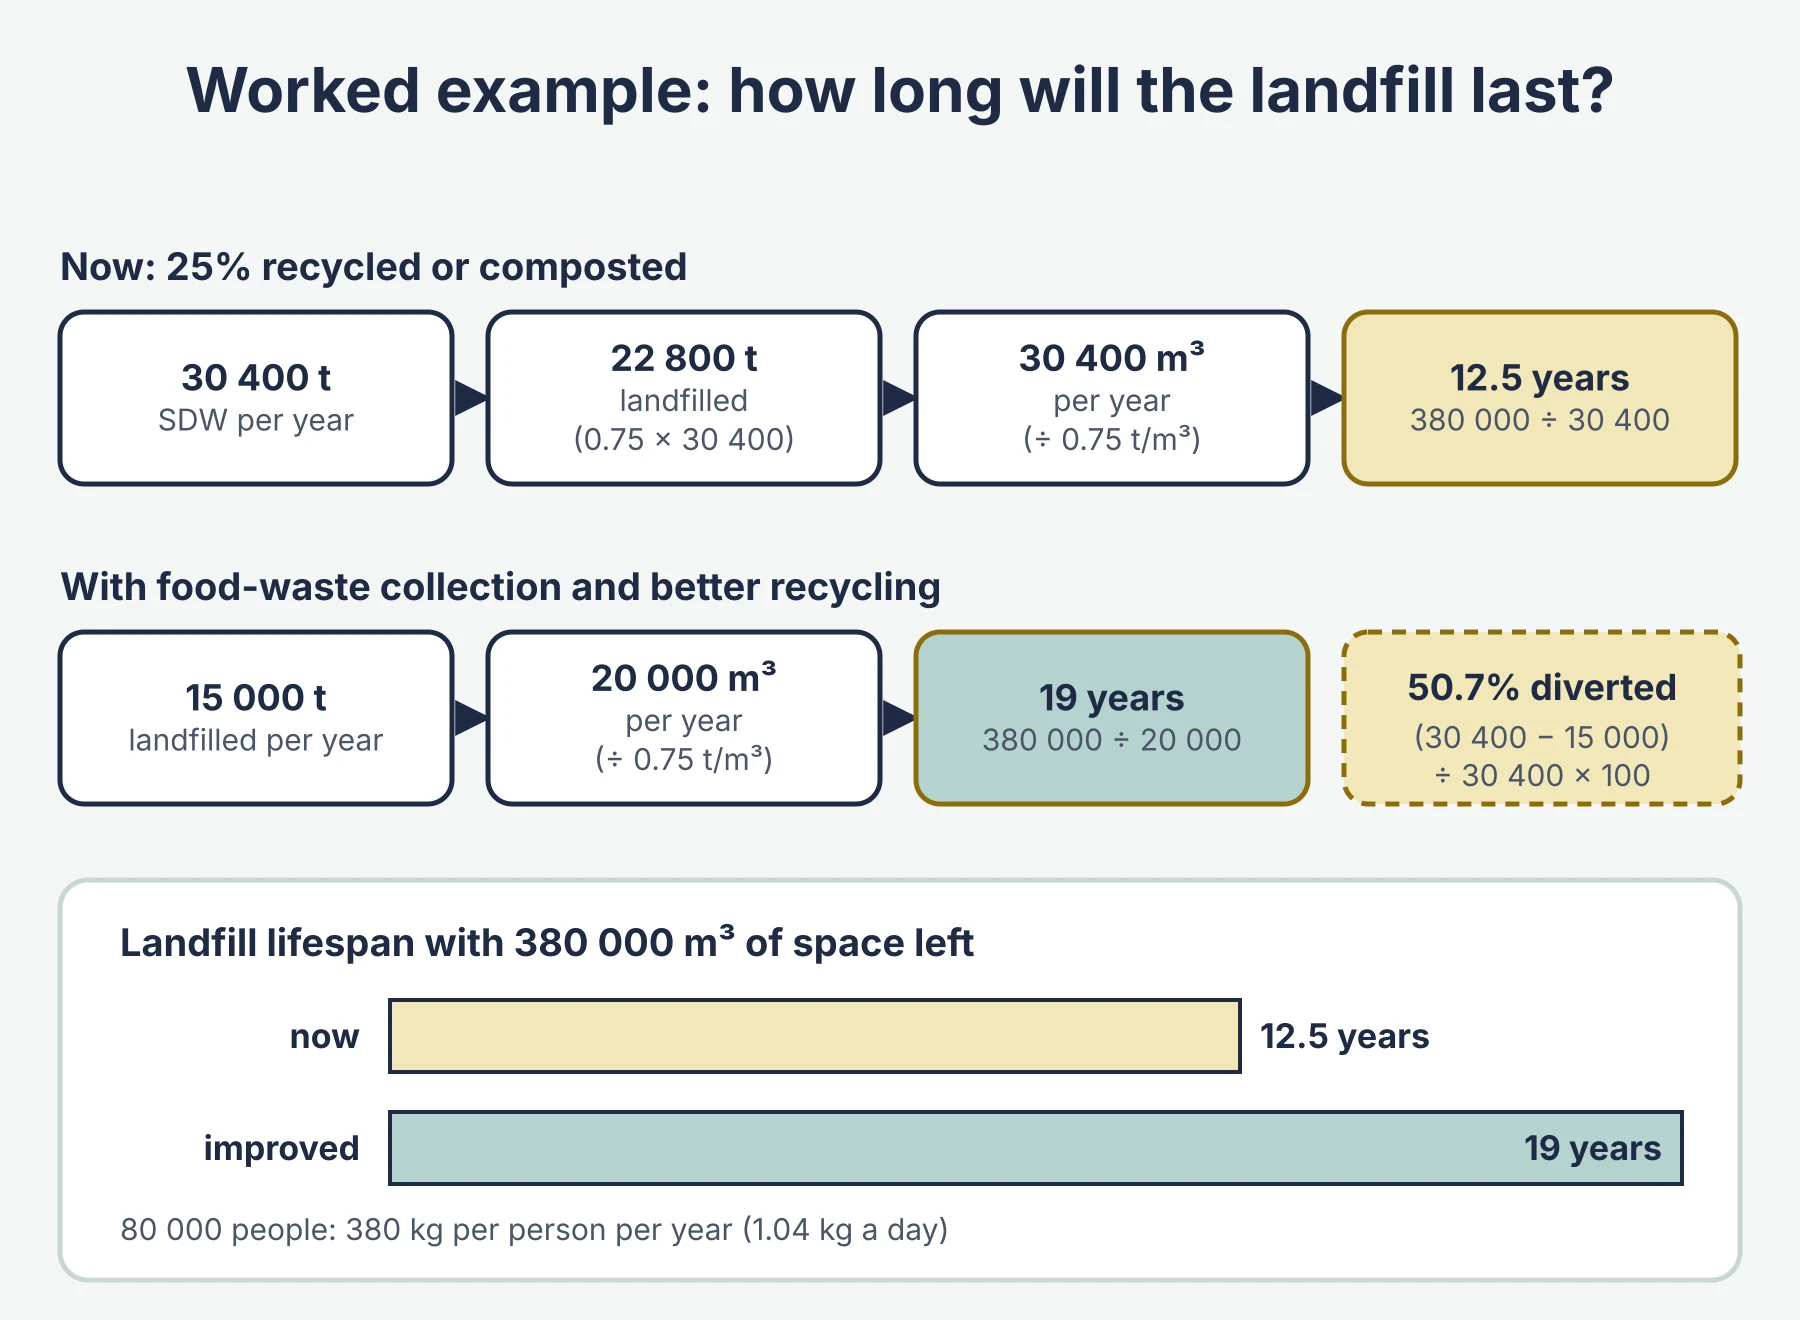 Worked example: how long will the landfill last?
Now: 25% recycled or composted
30 400 t
SDW per year
22 800 t
landfilled
(0.75 × 30 400)
30 400 m³
per year
(÷ 0.75 t/m³)
12.5 years
380 000 ÷ 30 400
With food-waste collection and better recycling
15 000 t
landfilled per year
20 000 m³
per year
(÷ 0.75 t/m³)
19 years
380 000 ÷ 20 000
50.7% diverted
(30 400 − 15 000)
÷ 30 400 × 100
Landfill lifespan with 380 000 m³ of space left
now
12.5 years
improved
19 years
80 000 people: 380 kg per person per year (1.04 kg a day)